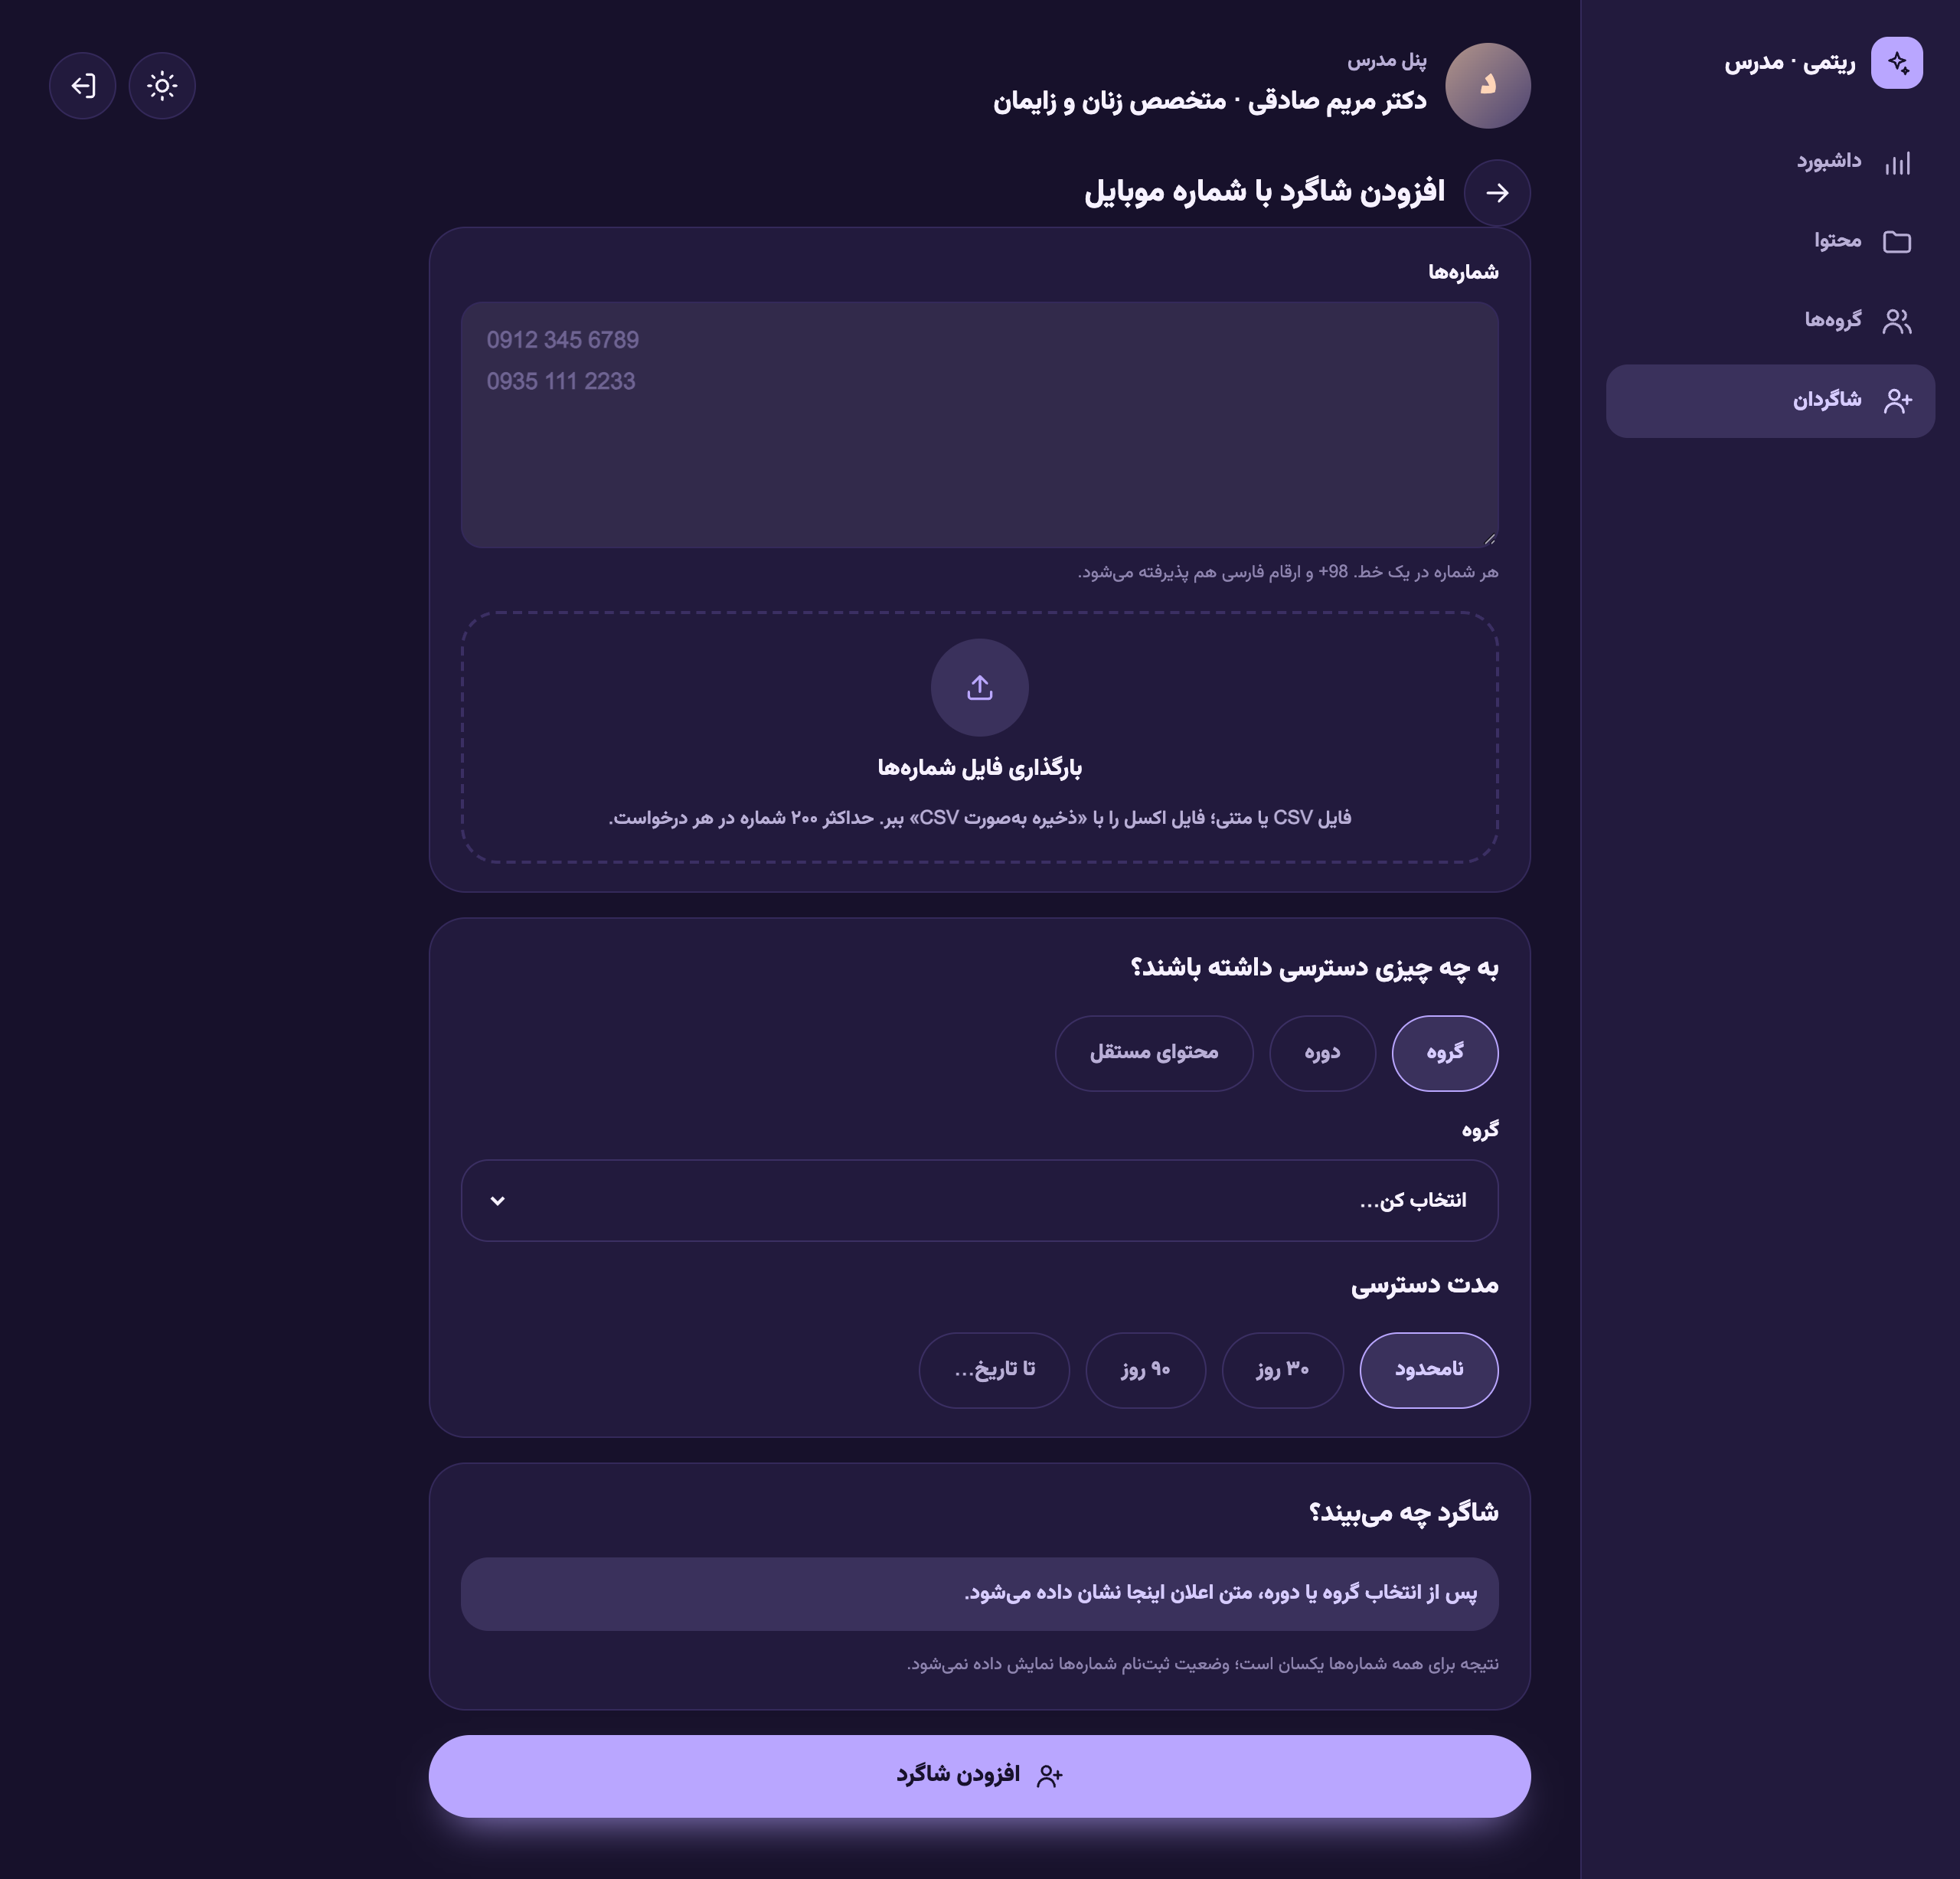 ریتمی · مدرس
داشبورد
محتوا
گروه‌ها
شاگردان
د
پنل مدرس
دکتر مریم صادقی · متخصص زنان و زایمان
افزودن شاگرد با شماره موبایل
شماره‌ها
0912 345 6789
0935 111 2233
هر شماره در یک خط. 98+ و ارقام فارسی هم پذیرفته می‌شود.
بارگذاری فایل شماره‌ها
فایل CSV یا متنی؛ فایل اکسل را با «ذخیره به‌صورت CSV» ببر. حداکثر ۲۰۰ شماره در هر درخواست.
به چه چیزی دسترسی داشته باشند؟
گروه
دوره
محتوای مستقل
گروه
انتخاب کن...
مدت دسترسی
نامحدود
۳۰ روز
۹۰ روز
تا تاریخ...
شاگرد چه می‌بیند؟
پس از انتخاب گروه یا دوره، متن اعلان اینجا نشان داده می‌شود.
نتیجه برای همه شماره‌ها یکسان است؛ وضعیت ثبت‌نام شماره‌ها نمایش داده نمی‌شود.
افزودن شاگرد